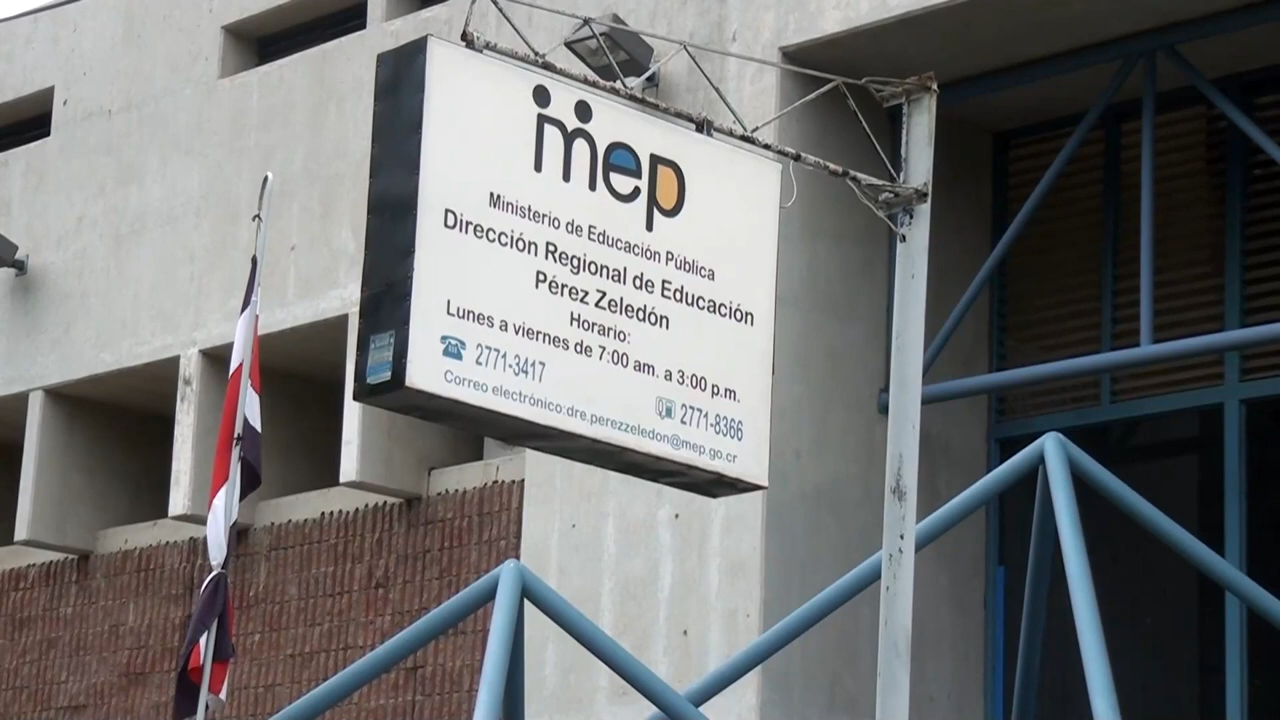 mep
Ministerio de Educación Pública
Dirección Regional de Educación
Pérez Zeledón
Horario:
Lunes a viernes de 7:00 am. a 3:00 p.m.
2771-3417
2771-8366
Correo electrónico:dre.perezzeledon@mep.go.cr